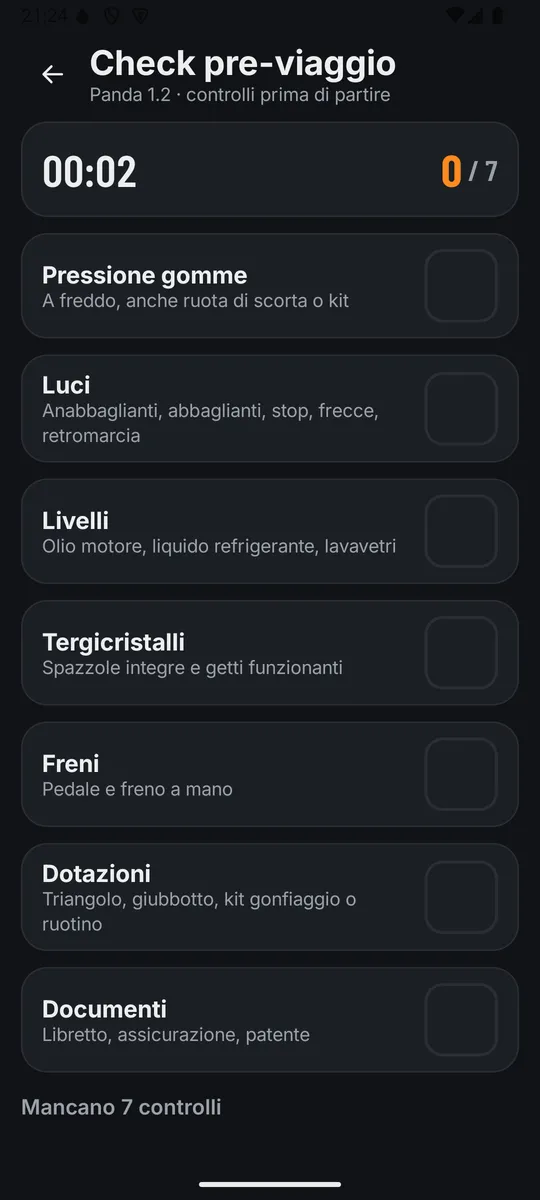 21:24
Check pre-viaggio
Panda 1.2 · controlli prima di partire
00:02
0 / 7
Pressione gomme
A freddo, anche ruota di scorta o kit
Luci
Anabbaglianti, abbaglianti, stop, frecce,
retromarcia
Livelli
Olio motore, liquido refrigerante, lavavetri
Tergicristalli
Spazzole integre e getti funzionanti
Freni
Pedale e freno a mano
Dotazioni
Triangolo, giubbotto, kit gonfiaggio o
ruotino
Documenti
Libretto, assicurazione, patente
Mancano 7 controlli